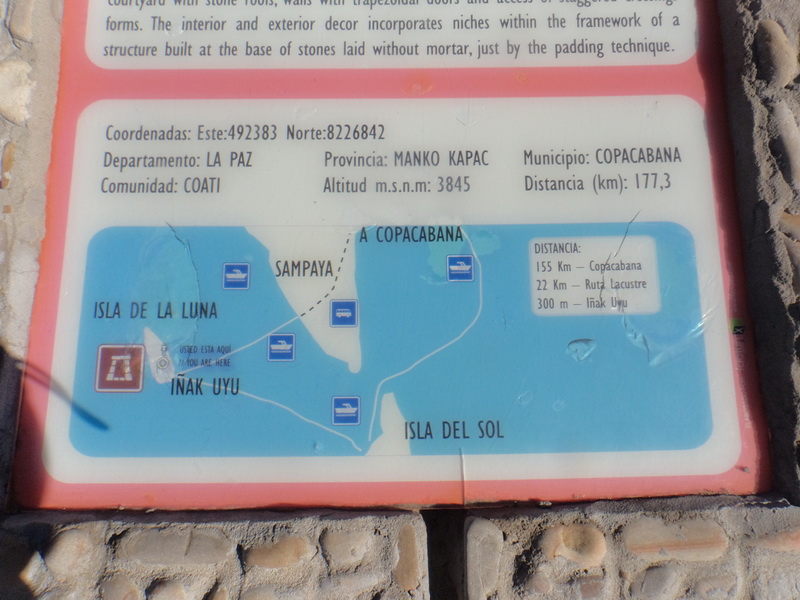 courtyard with stone roofs, walls with trapezoidal doors and access of staggered crossing.
forms. The interior and exterior decor incorporates niches within the framework of a
structure built at the base of stones laid without mortar, just by the padding technique.
Coordenadas: Este:492383 Norte:8226842
Departamento: LA PAZ Provincia: MANKO KAPAC Municipio: COPACABANA
Comunidad: COATI Altitud m.s.n.m: 3845 Distancia (km): 177,3
A COPACABANA
SAMPAYA
DISTANCIA:
155 Km – Copacabana
22 Km – Ruta Lacustre
300 m – Iñak Uyu
ISLA DE LA LUNA
USTED ESTA AQUÍ
YOU ARE HERE
IÑAK UYU
ISLA DEL SOL